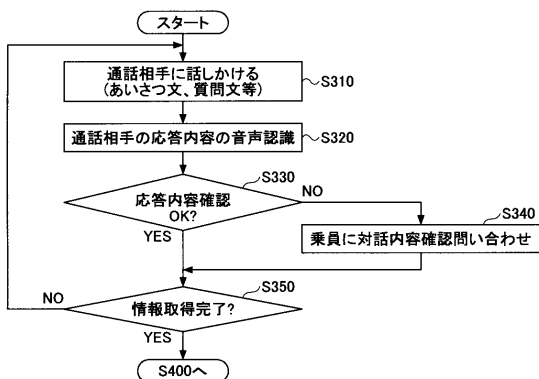 スタート
通話相手に話しかける
(あいさつ文、質問文等)
S310
通話相手の応答内容の音声認識
S320
S330
応答内容確認
OK?
NO
YES
S340
乗員に対話内容確認問い合わせ
S350
NO
情報取得完了?
YES
S400へ